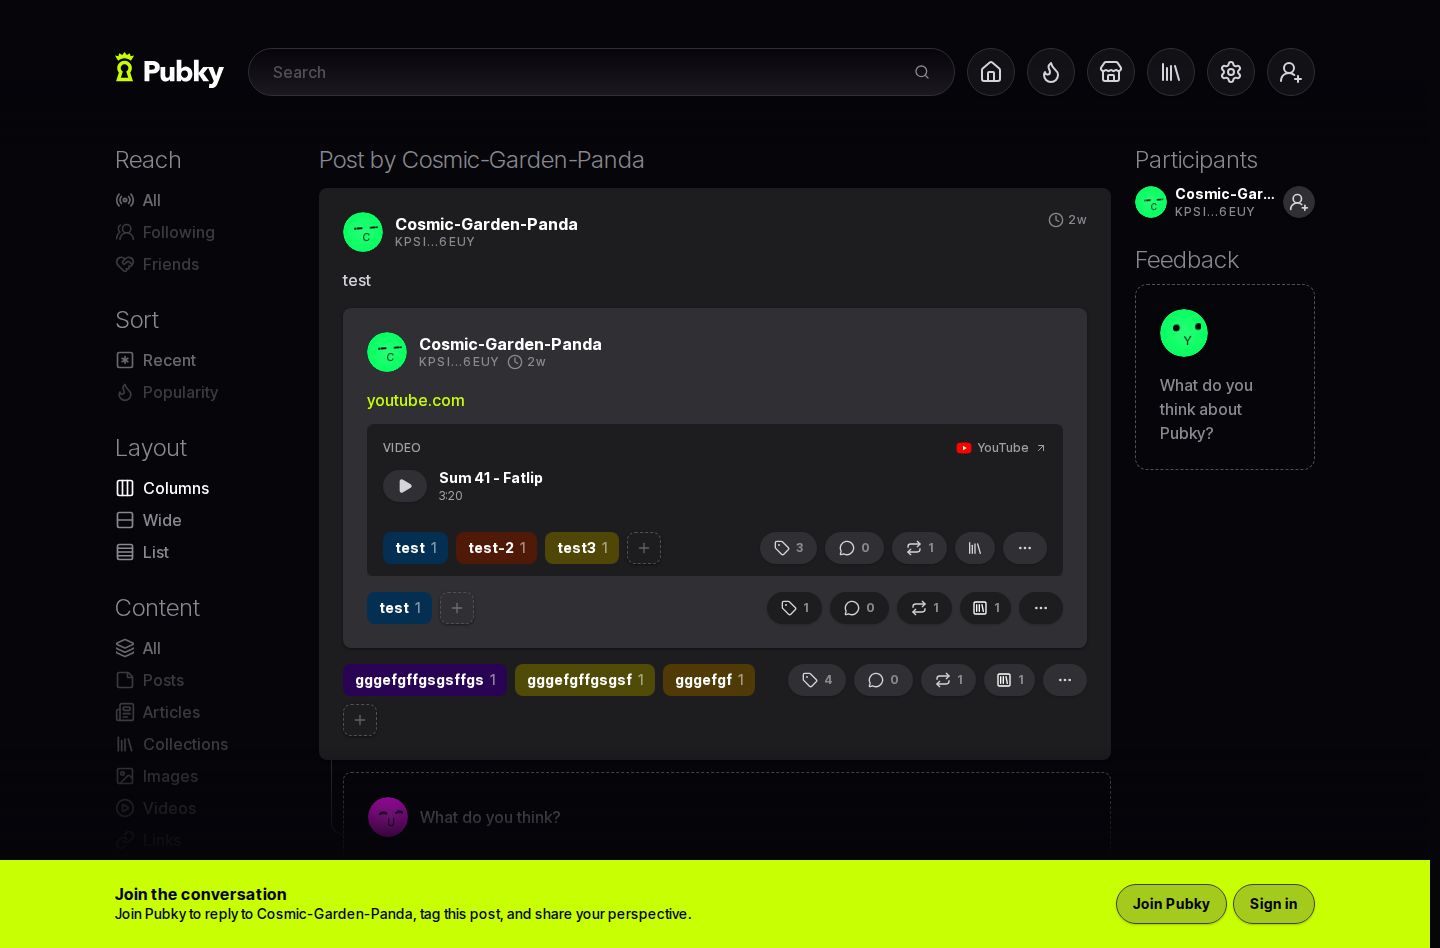 Pubky
Search
Reach
All
Following
Friends
Sort
Recent
Popularity
Layout
Columns
Wide
List
Content
All
Posts
Articles
Collections
Images
Videos
Links
Post by Cosmic-Garden-Panda
C
Cosmic-Garden-Panda
KPSI...6EUY
2w
test
C
Cosmic-Garden-Panda
KPSI...6EUY 2w
youtube.com
VIDEO
YouTube
Sum 41 - Fatlip
3:20
test 1 test-2 1 test3 1
3 0 1
test 1
1 0 1 1
gggefgffgsgsffgs 1 gggefgffgsgsf 1 gggefgf 1
4 0 1 1
U
What do you think?
Participants
C
Cosmic-Gar...
KPSI...6EUY
Feedback
Y
What do you
think about
Pubky?
Join the conversation
Join Pubky to reply to Cosmic-Garden-Panda, tag this post, and share your perspective.
Join Pubky
Sign in